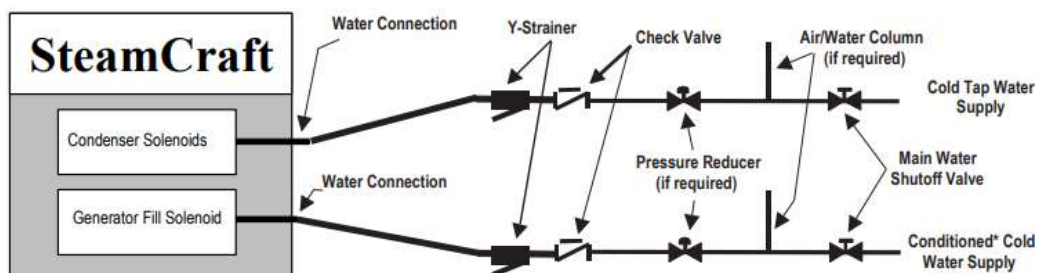 SteamCraft
Water Connection
Y-Strainer
Check Valve
Air/Water Column
(if required)
Cold Tap Water
Supply
Condenser Solenoids
Pressure Reducer
(if required)
Main Water
Shutoff Valve
Water Connection
Generator Fill Solenoid
Conditioned* Cold
Water Supply